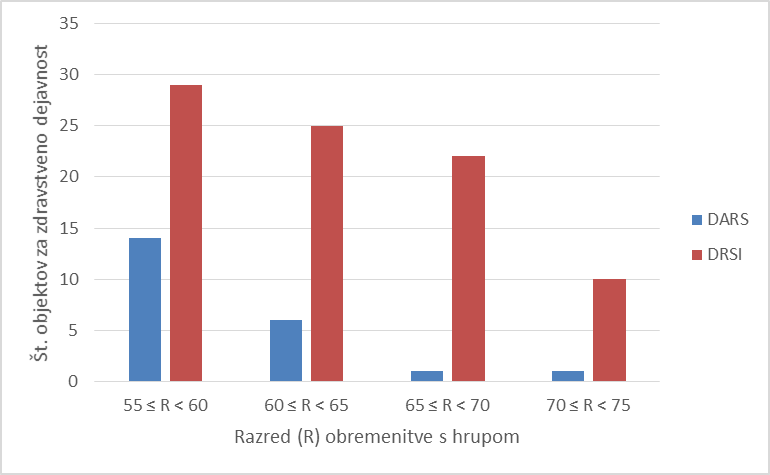 Št. objektov za zdravstveno dejavnost
35
30
25
20
15
10
5
0
55 ≤ R < 60
60 ≤ R < 65
65 ≤ R < 70
70 ≤ R < 75
Razred (R) obremenitve s hrupom
DARS
DRSI